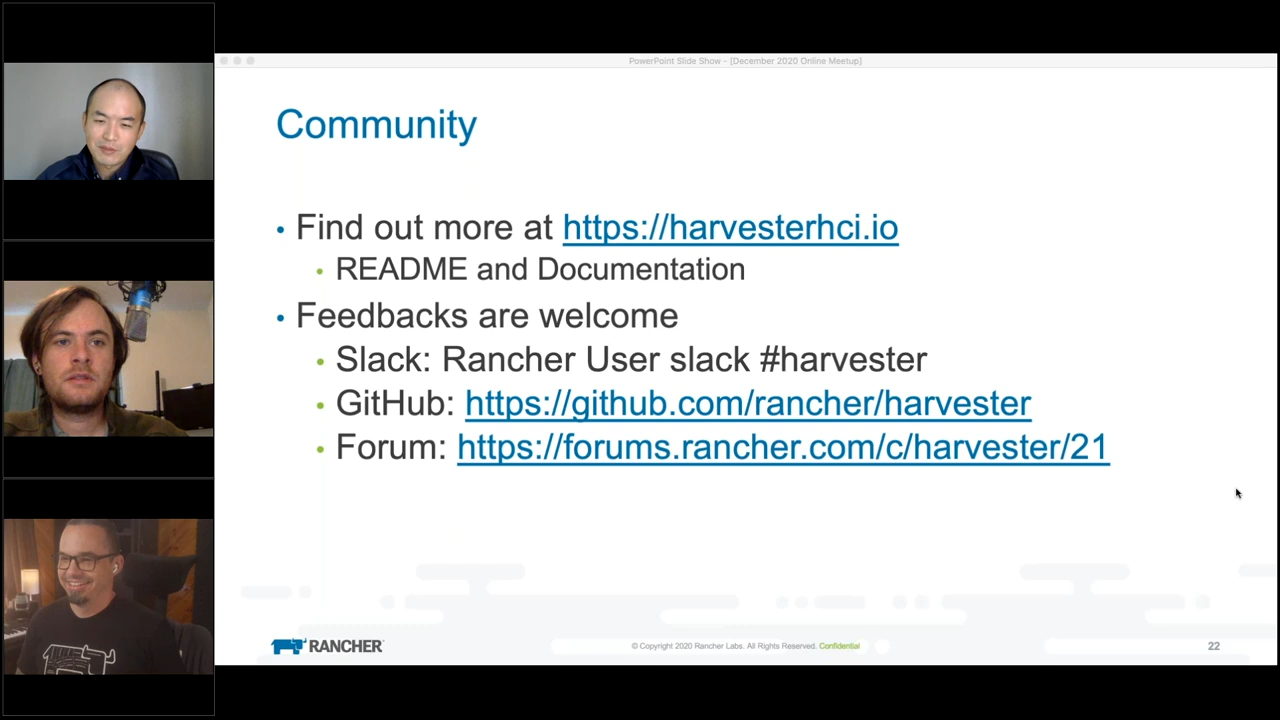 PowerPoint Slide Show - [December 2020 Online Meetup]
Community
• Find out more at https://harvesterhci.io
• README and Documentation
• Feedbacks are welcome
• Slack: Rancher User slack #harvester
• GitHub: https://github.com/rancher/harvester
• Forum: https://forums.rancher.com/c/harvester/21
RANCHER
© Copyright 2020 Rancher Labs. All Rights Reserved. Confidential
22